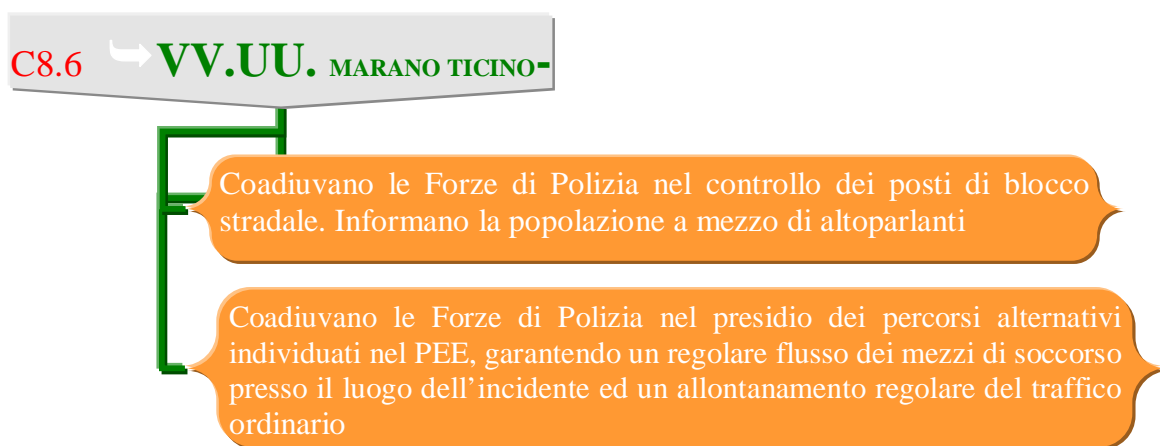 C8.6 VV.UU. MARANO TICINO-
Coadiuvano le Forze di Polizia nel controllo dei posti di blocco
stradale. Informano la popolazione a mezzo di altoparlanti
Coadiuvano le Forze di Polizia nel presidio dei percorsi alternativi
individuati nel PEE, garantendo un regolare flusso dei mezzi di soccorso
presso il luogo dell’incidente ed un allontanamento regolare del traffico
ordinario